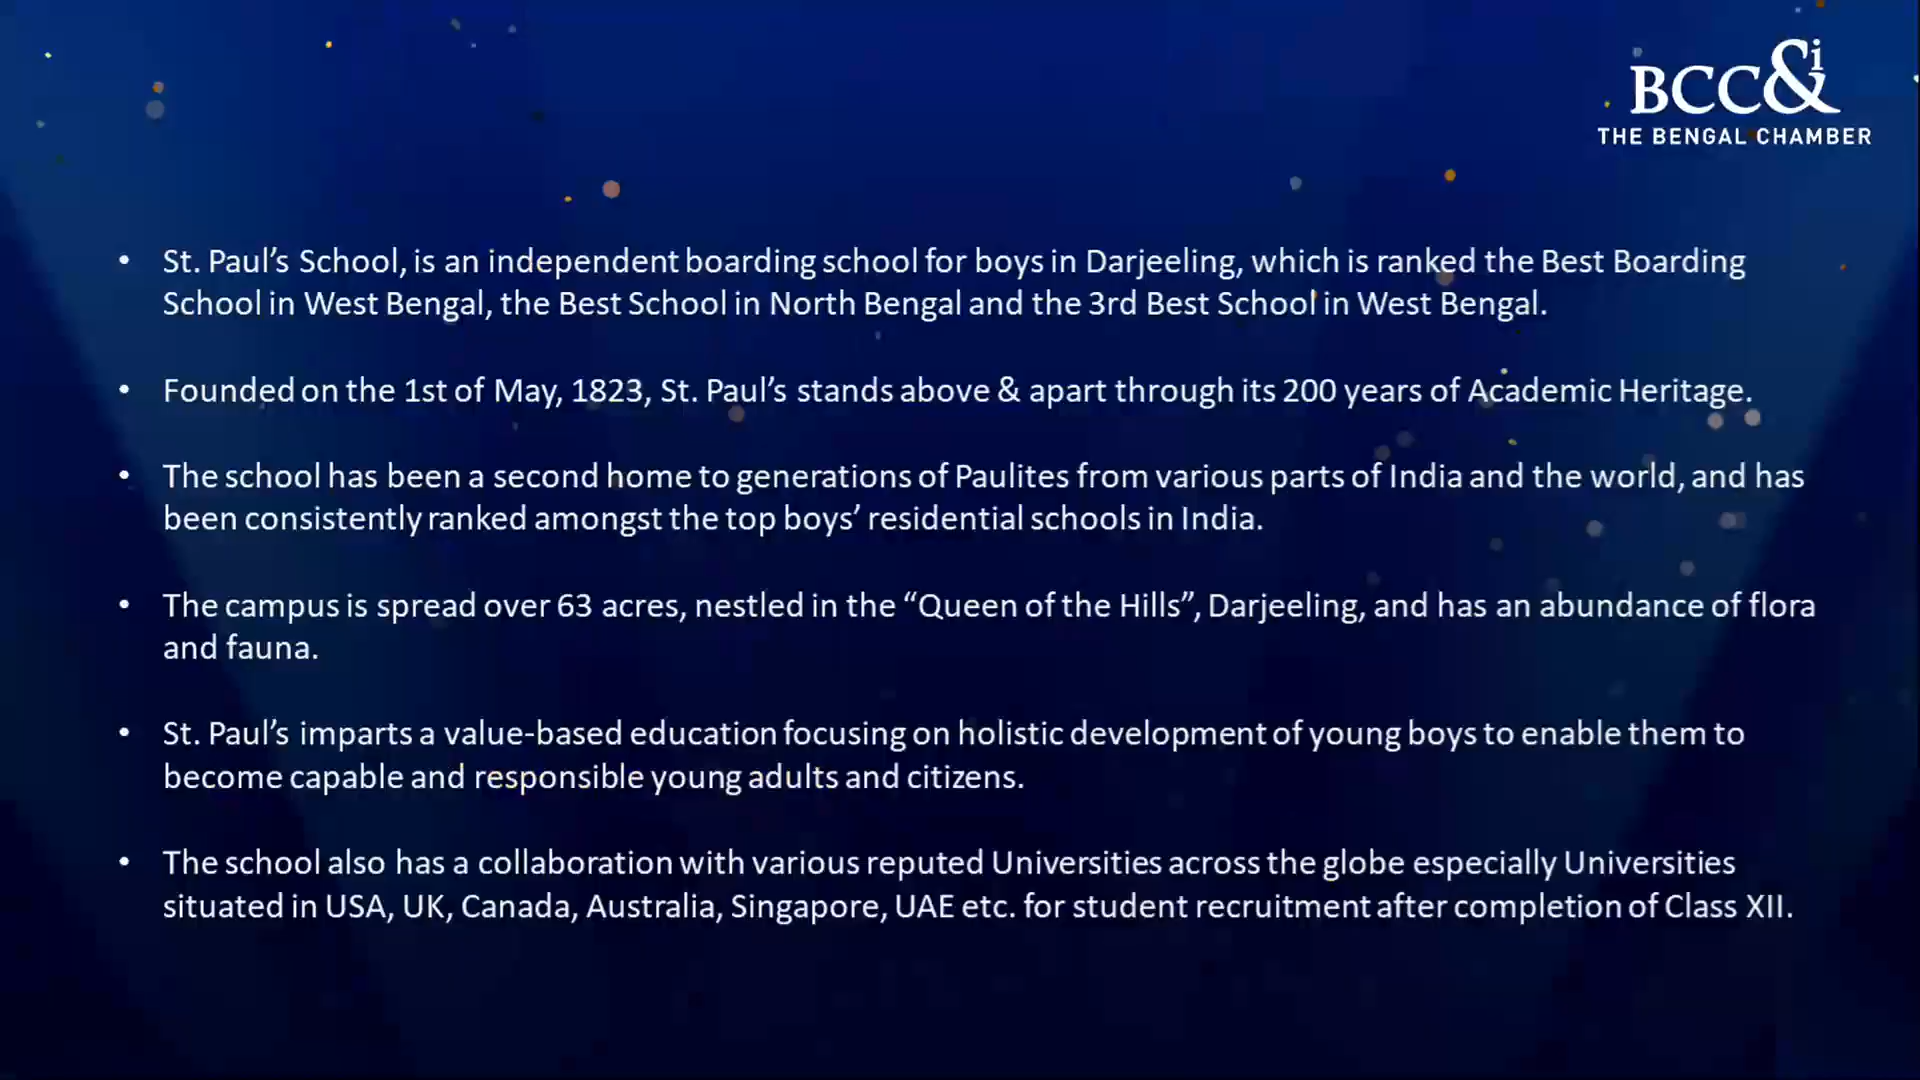 BCC&i
THE BENGAL CHAMBER
• St. Paul’s School, is an independent boarding school for boys in Darjeeling, which is ranked the Best Boarding
School in West Bengal, the Best School in North Bengal and the 3rd Best School in West Bengal.
• Founded on the 1st of May, 1823, St. Paul’s stands above & apart through its 200 years of Academic Heritage.
• The school has been a second home to generations of Paulites from various parts of India and the world, and has
been consistently ranked amongst the top boys’ residential schools in India.
• The campus is spread over 63 acres, nestled in the “Queen of the Hills”, Darjeeling, and has an abundance of flora
and fauna.
• St. Paul’s imparts a value-based education focusing on holistic development of young boys to enable them to
become capable and responsible young adults and citizens.
• The school also has a collaboration with various reputed Universities across the globe especially Universities
situated in USA, UK, Canada, Australia, Singapore, UAE etc. for student recruitment after completion of Class XII.